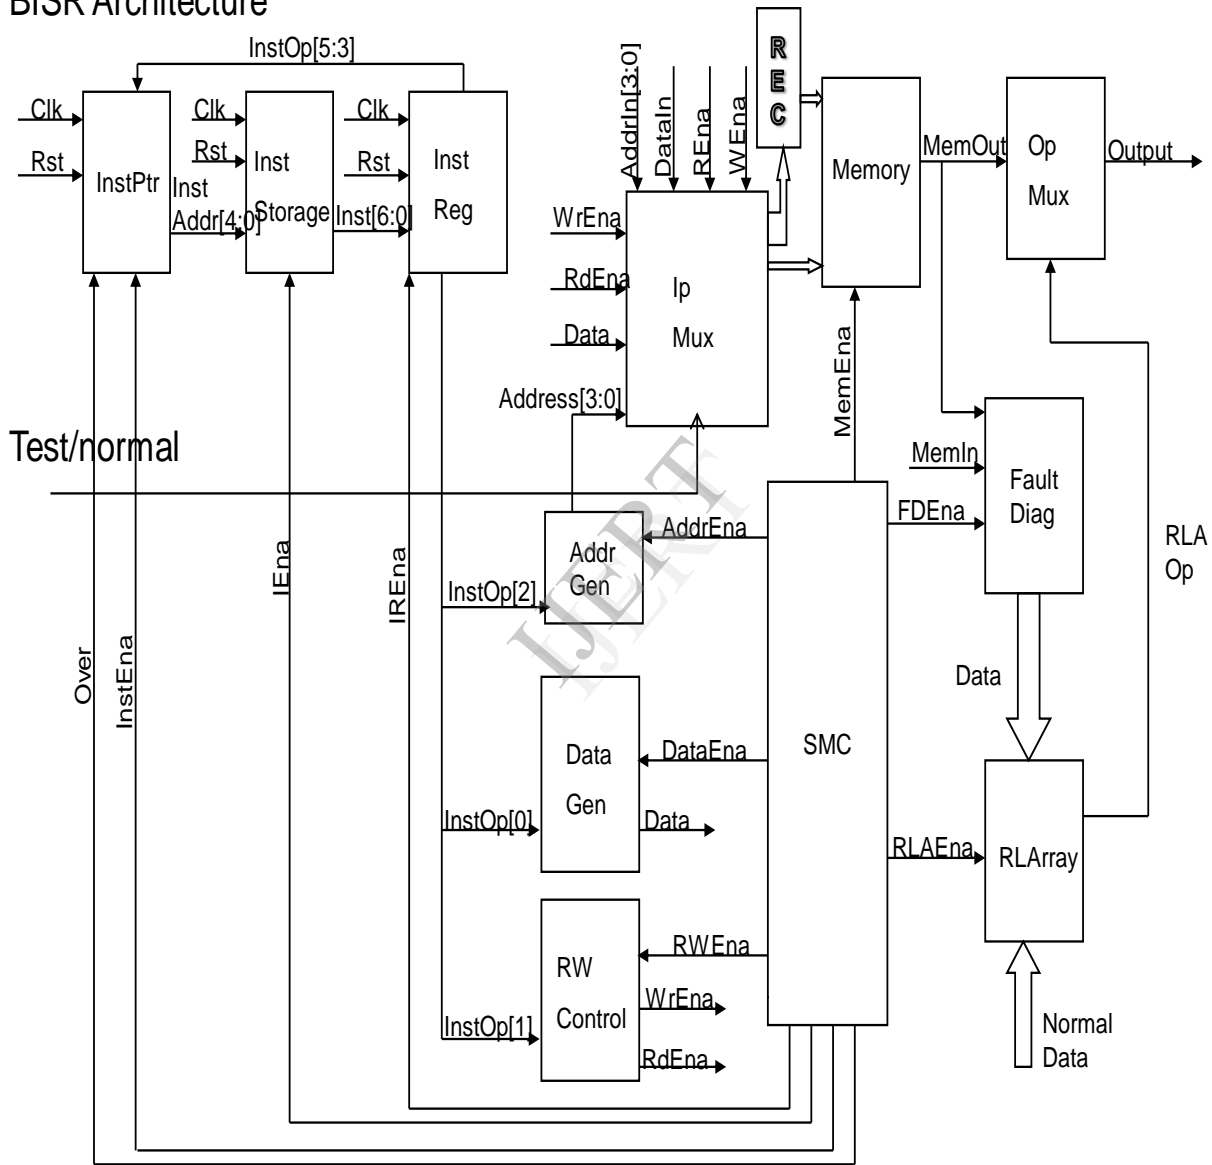 BISR Architecture
InstOp[5:3]
Clk
Rst
InstPtr
Inst
Addr[4:0]
Clk
Rst
Inst
Storage
Inst[6:0]
Clk
Rst
Inst
Reg
AddrIn[3:0]
DataIn
REna
WEna
REC
WrEna
RdEna
Data
Address[3:0]
Ip
Mux
Memory
MemOut
Op
Mux
Output
MemEna
Test/normal
MemIn
FDEna
Fault
Diag
RLA
Op
AddrEna
Addr
Gen
InstOp[2]
IJERT
Over
InstEna
IEna
IREna
Data
SMC
Data
Gen
DataEna
InstOp[0]
Data
RLAEna
RLArray
RW
Control
RWEna
WrEna
InstOp[1]
RdEna
Normal
Data